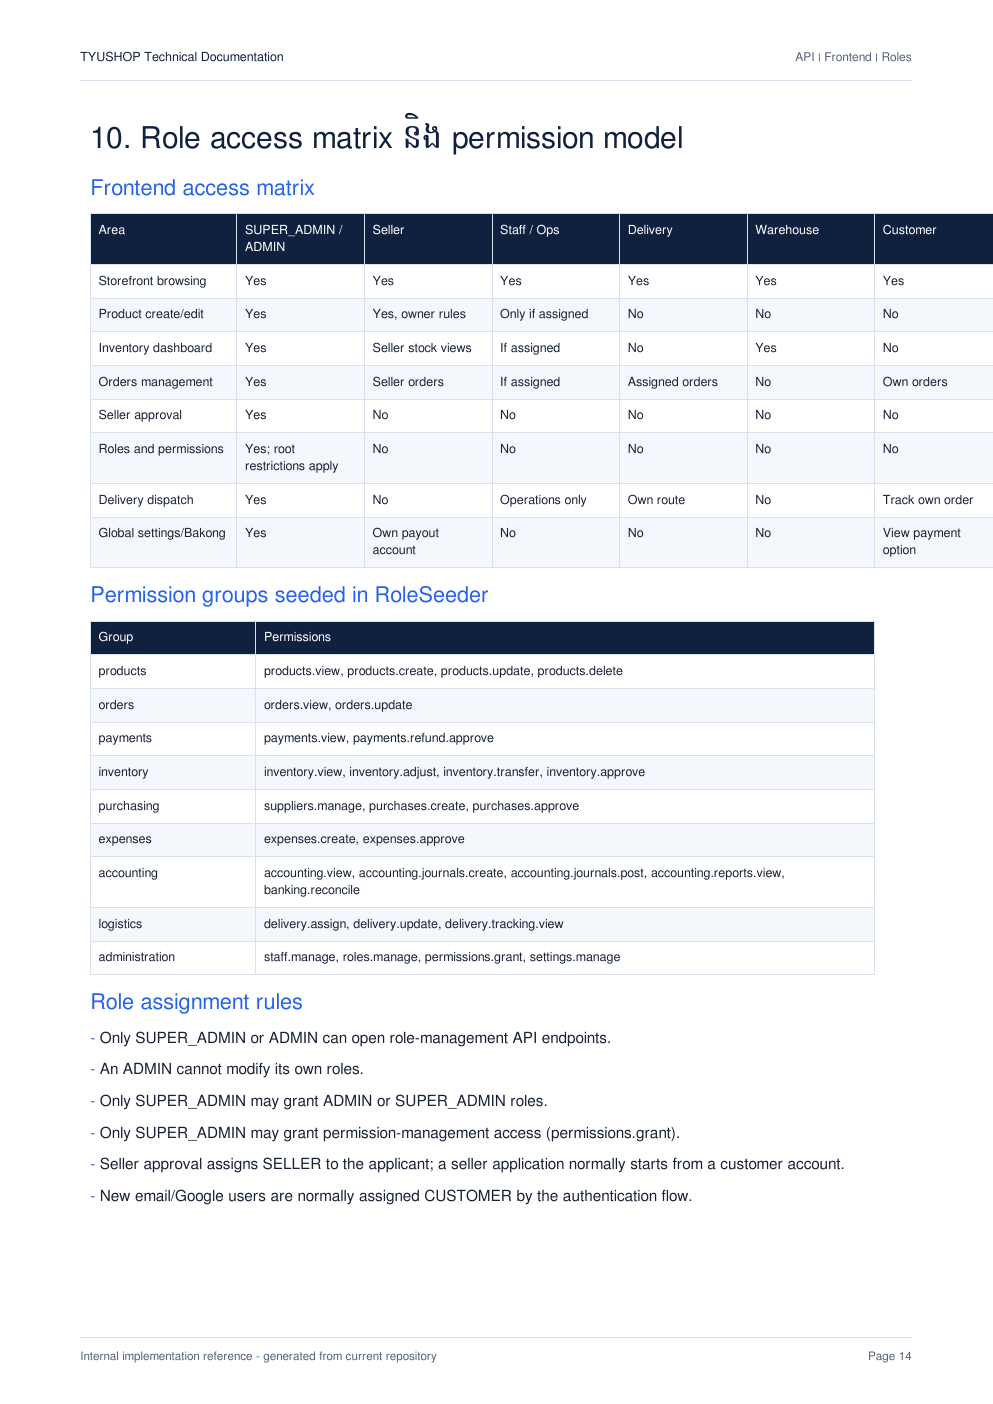 TYUSHOP Technical Documentation
API | Frontend | Roles
10. Role access matrix និង permission model
Frontend access matrix
Area SUPER_ADMIN / ADMIN Seller Staff / Ops Delivery Warehouse Customer
Storefront browsing Yes Yes Yes Yes Yes Yes
Product create/edit Yes Yes, owner rules Only if assigned No No No
Inventory dashboard Yes Seller stock views If assigned No Yes No
Orders management Yes Seller orders If assigned Assigned orders No Own orders
Seller approval Yes No No No No No
Roles and permissions Yes; root restrictions apply No No No No No
Delivery dispatch Yes No Operations only Own route No Track own order
Global settings/Bakong Yes Own payout account No No No View payment option
Permission groups seeded in RoleSeeder
Group Permissions
products products.view, products.create, products.update, products.delete
orders orders.view, orders.update
payments payments.view, payments.refund.approve
inventory inventory.view, inventory.adjust, inventory.transfer, inventory.approve
purchasing suppliers.manage, purchases.create, purchases.approve
expenses expenses.create, expenses.approve
accounting accounting.view, accounting.journals.create, accounting.journals.post, accounting.reports.view,
banking.reconcile
logistics delivery.assign, delivery.update, delivery.tracking.view
administration staff.manage, roles.manage, permissions.grant, settings.manage
Role assignment rules
- Only SUPER_ADMIN or ADMIN can open role-management API endpoints.
- An ADMIN cannot modify its own roles.
- Only SUPER_ADMIN may grant ADMIN or SUPER_ADMIN roles.
- Only SUPER_ADMIN may grant permission-management access (permissions.grant).
- Seller approval assigns SELLER to the applicant; a seller application normally starts from a customer account.
- New email/Google users are normally assigned CUSTOMER by the authentication flow.
Internal implementation reference - generated from current repository
Page 14